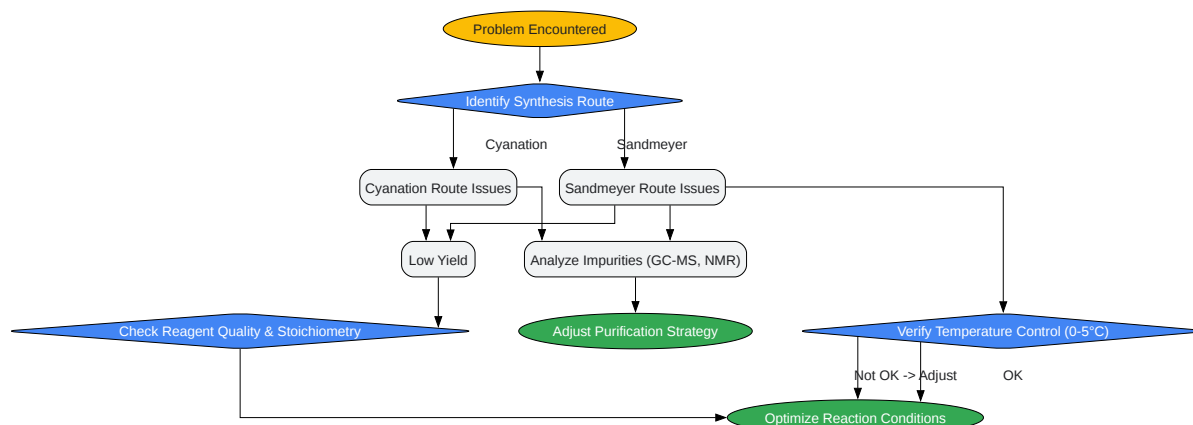 Problem Encountered
Identify Synthesis Route
Cyanation
Sandmeyer
Cyanation Route Issues
Sandmeyer Route Issues
Low Yield
Analyze Impurities (GC-MS, NMR)
Check Reagent Quality & Stoichiometry
Adjust Purification Strategy
Verify Temperature Control (0-5°C)
Not OK -> Adjust
OK
Optimize Reaction Conditions